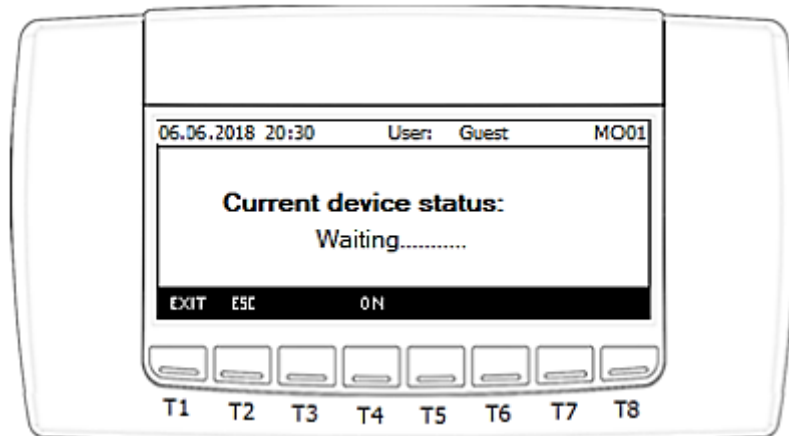 06.06.2018 20:30 User: Guest MO01
Current device status:
Waiting...........
EXIT ESC ON
T1 T2 T3 T4 T5 T6 T7 T8